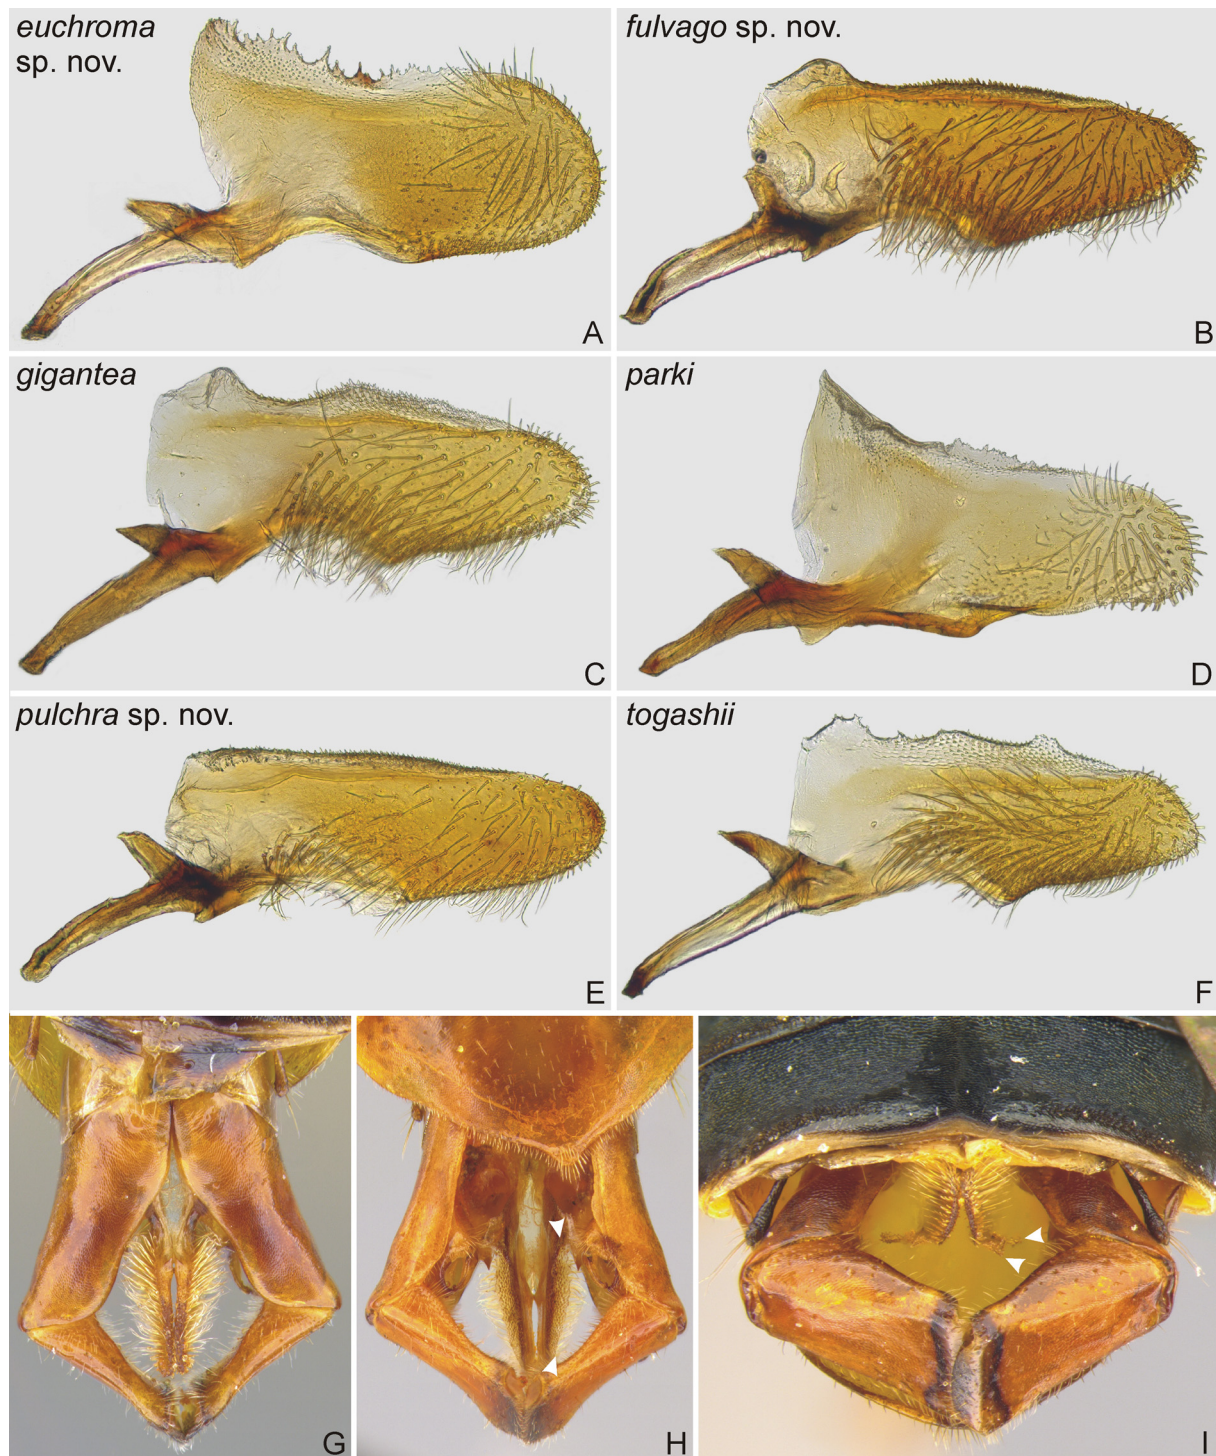 euchroma
sp. nov.
A
fulvago sp. nov.
B
gigantea
C
parki
D
pulchra sp. nov.
E
togashii
F
G
H
I